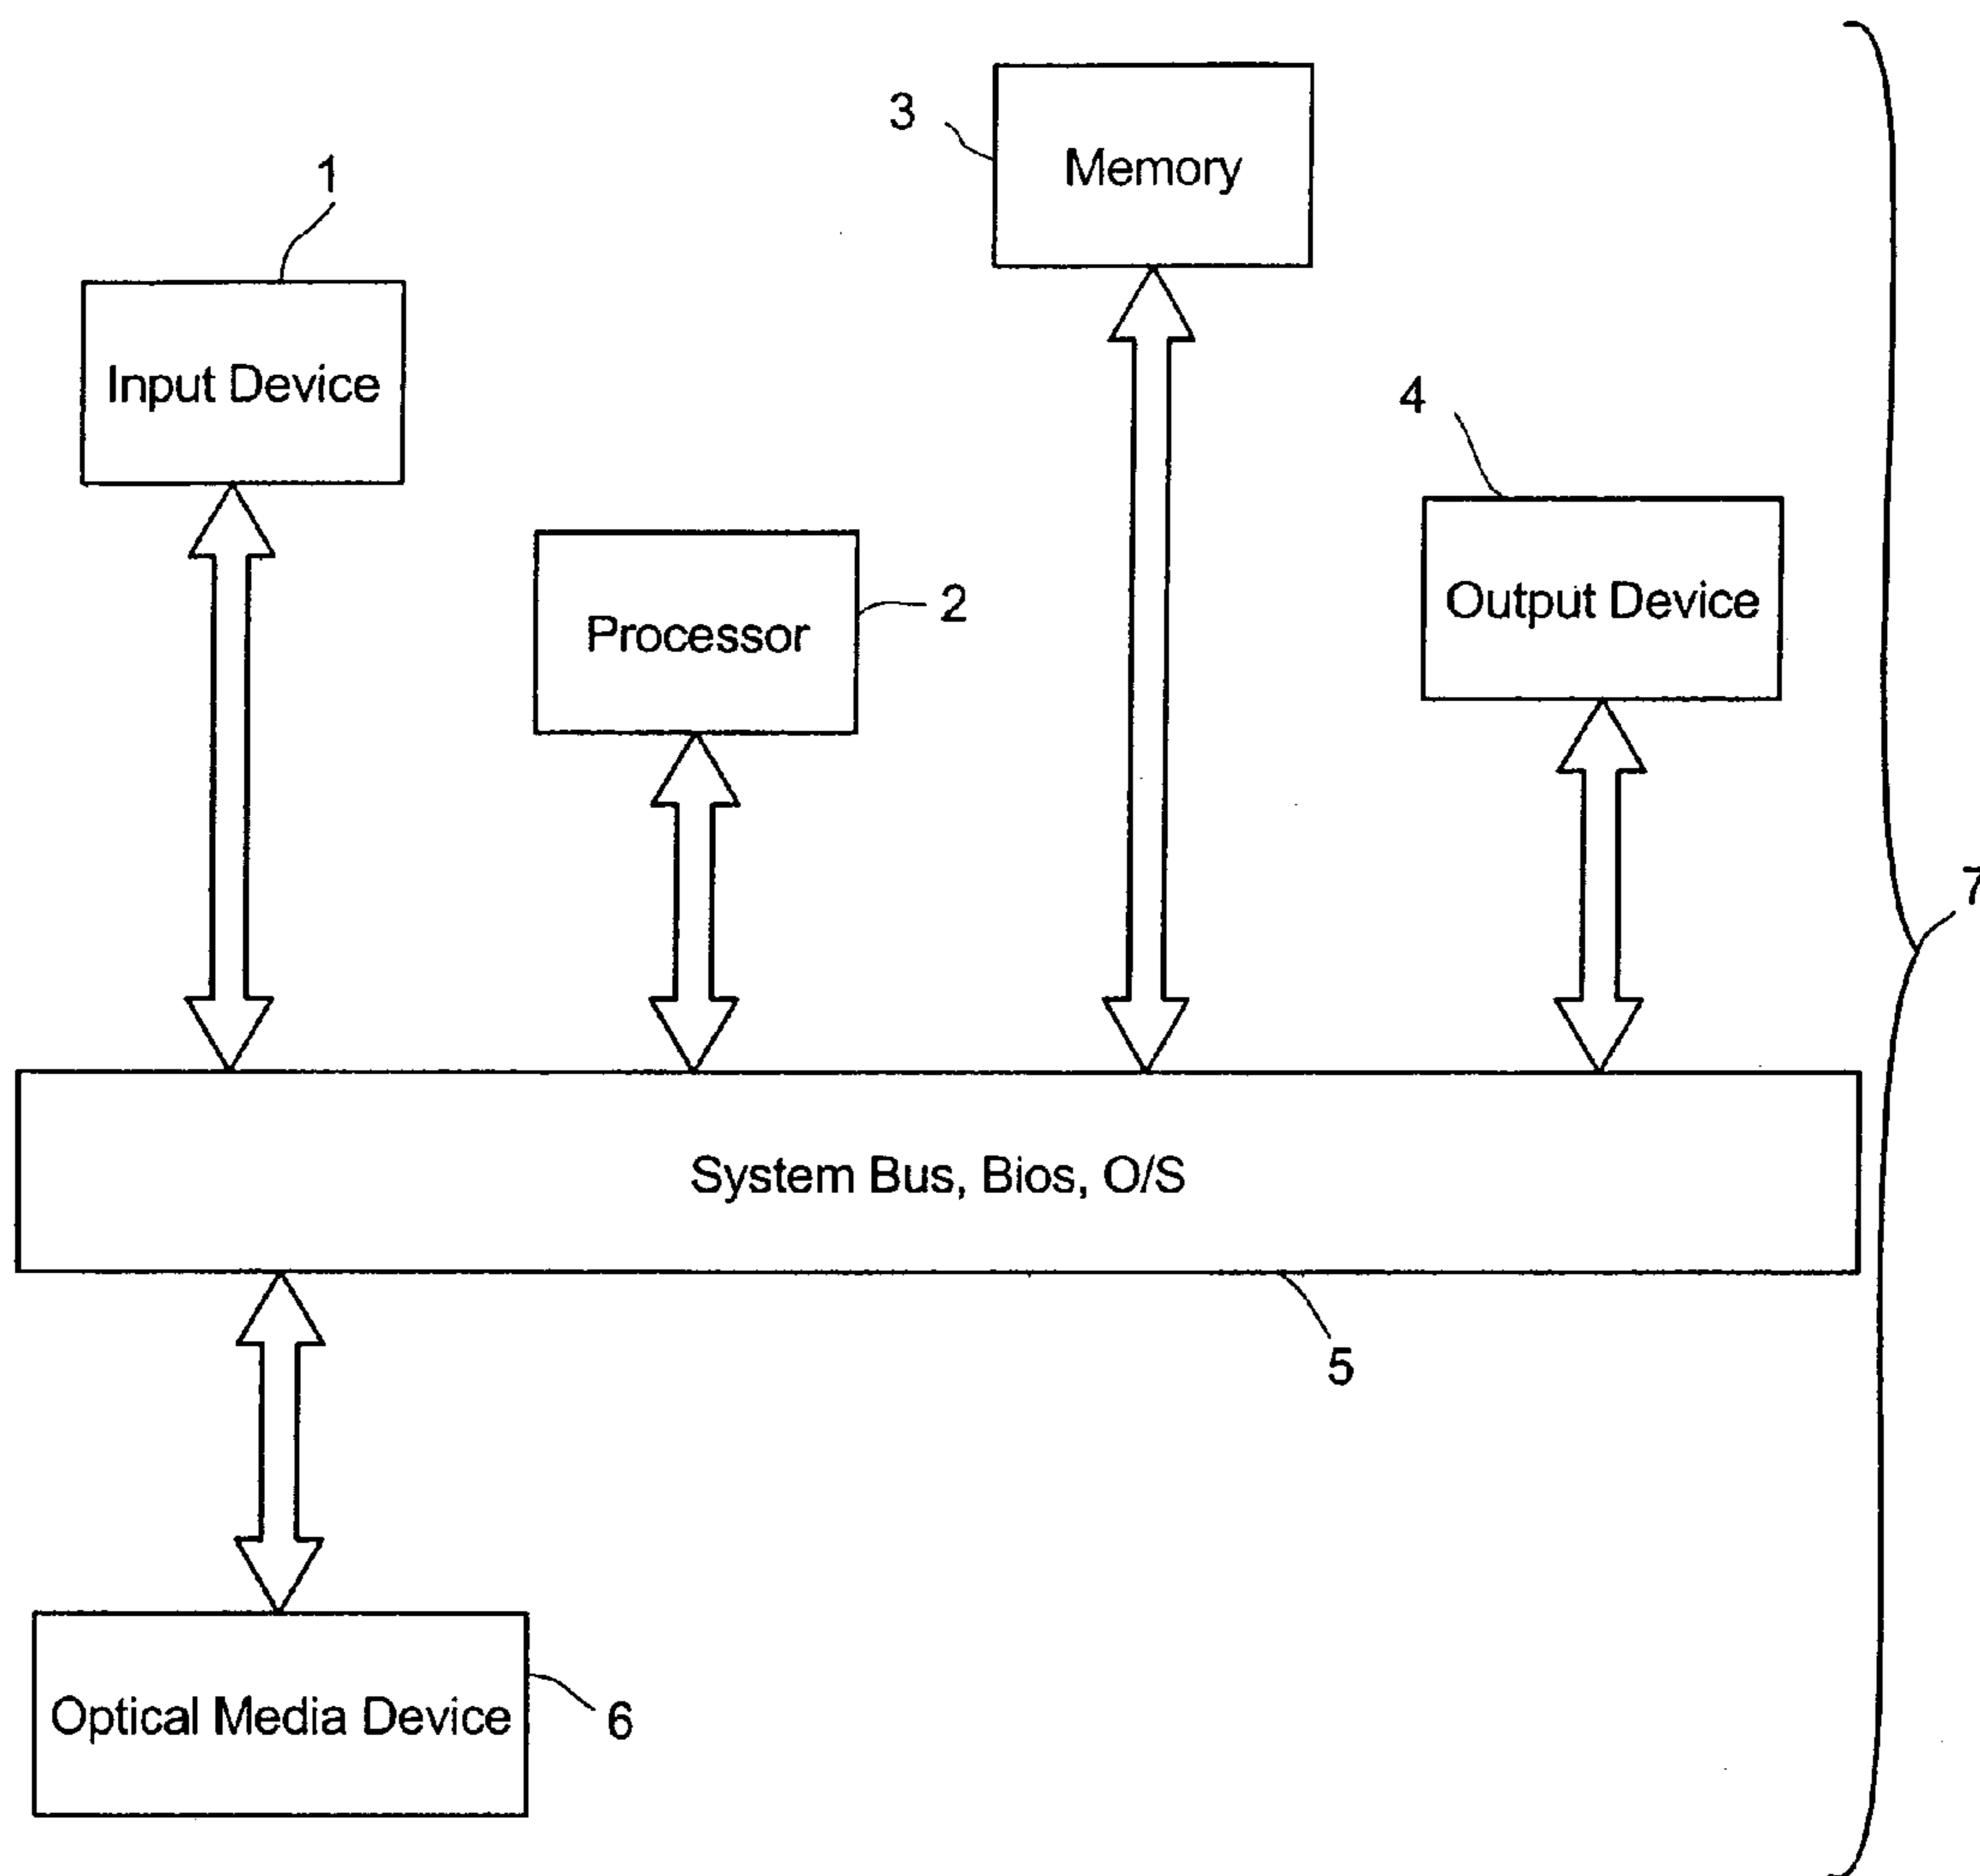 3
Memory
1
Input Device
4
Output Device
2
Processor
7
System Bus, Bios, O/S
5
Optical Media Device
6